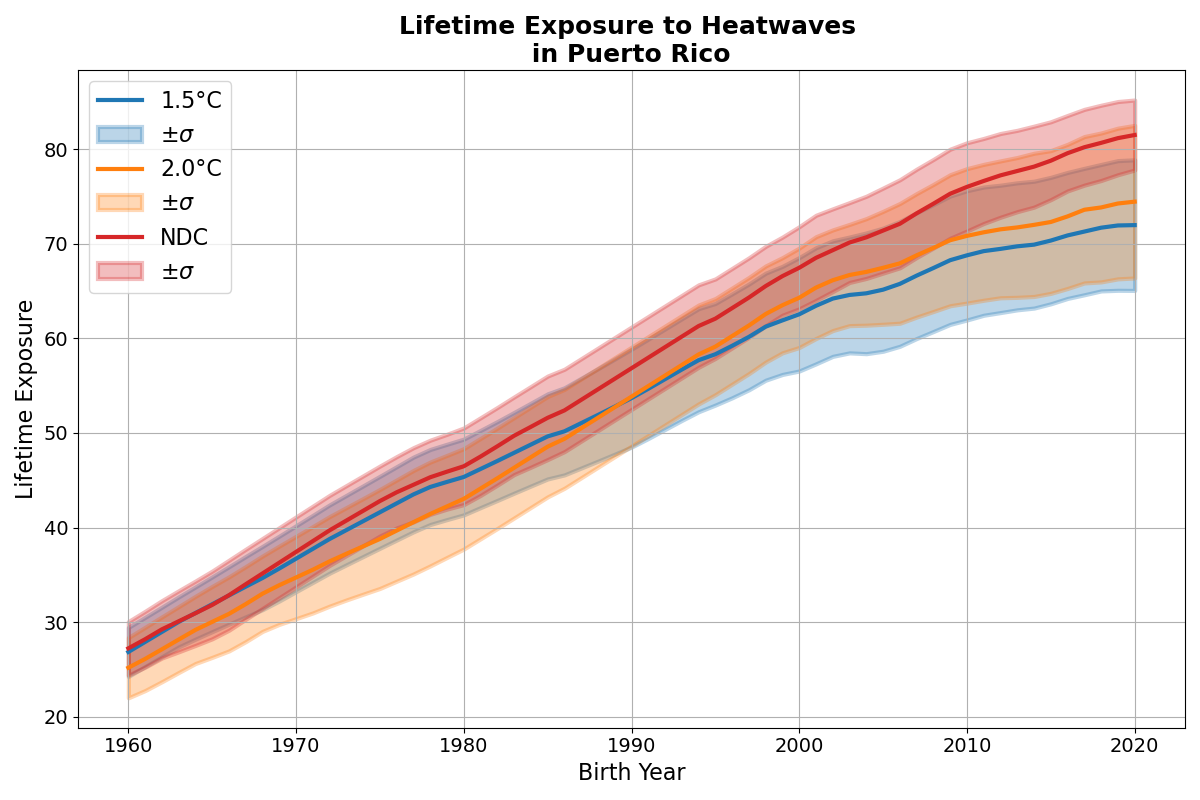 Lifetime Exposure to Heatwaves
in Puerto Rico
1.5°C
±σ
2.0°C
±σ
NDC
±σ
Lifetime Exposure
80
70
60
50
40
30
20
1960 1970 1980 1990 2000 2010 2020
Birth Year